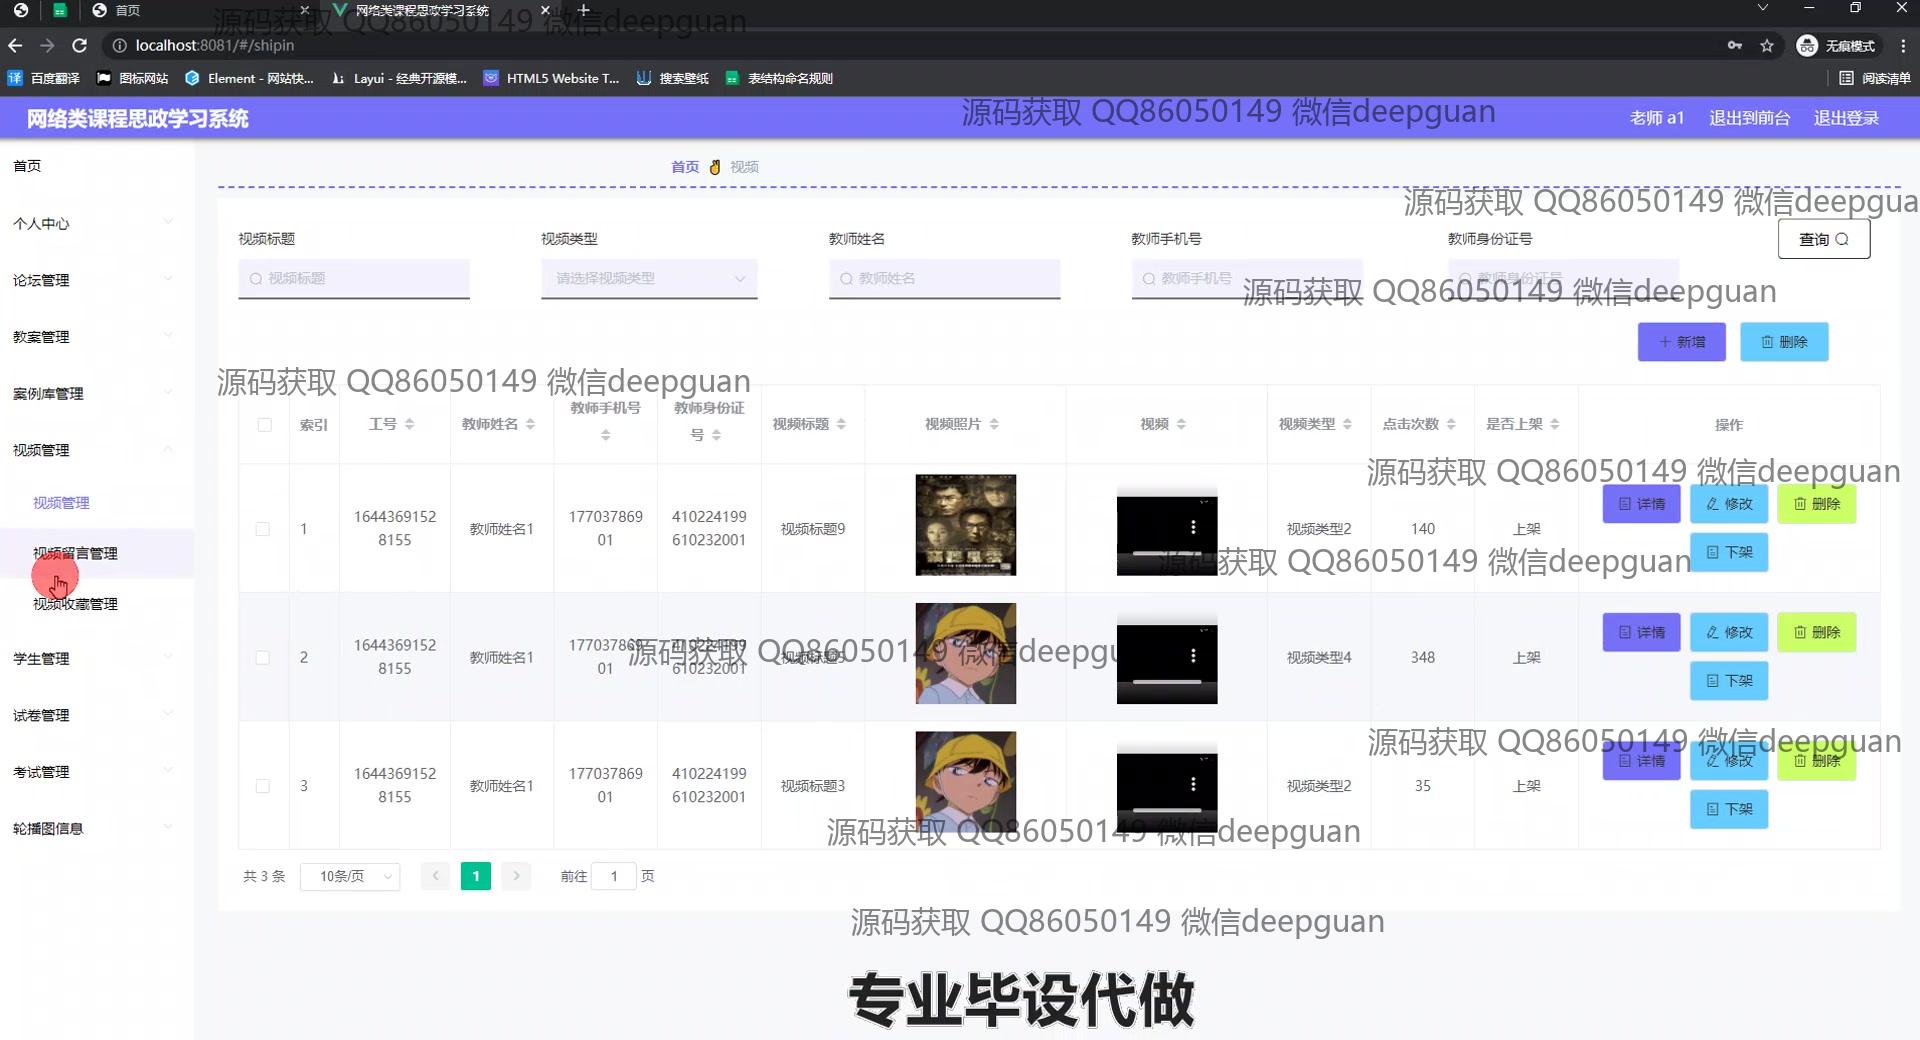 首页
网络类课程思政学习系统
源码获取 QQ86050149 微信deepguan
localhost:8081/#/shipin
无痕模式
百度翻译
图标网站
Element - 网站快...
Layui - 经典开源模...
HTML5 Website T...
搜索壁纸
表结构命名规则
阅读清单
网络类课程思政学习系统
源码获取 QQ86050149 微信deepguan
老师 a1
退出到前台
退出登录
首页
个人中心
论坛管理
教案管理
案例库管理
视频管理
视频管理
视频留言管理
视频收藏管理
学生管理
试卷管理
考试管理
轮播图信息
首页 视频
源码获取 QQ86050149 微信deepgua
视频标题
视频类型
教师姓名
教师手机号
教师身份证号
查询
视频标题
请选择视频类型
教师姓名
教师手机号
教师身份证号
源码获取 QQ86050149 微信deepguan
新增
删除
源码获取 QQ86050149 微信deepguan
索引
工号
教师姓名
教师手机号
教师身份证号
视频标题
视频照片
视频
视频类型
点击次数
是否上架
操作
源码获取 QQ86050149 微信deepguan
1
1644369152
8155
教师姓名1
177037869
01
410224199
610232001
视频标题9
视频类型2
140
上架
详情
修改
删除
下架
源码获取 QQ86050149 微信deepguan
2
1644369152
8155
教师姓名1
177037869
01
410224199
610232001
视频标题5
视频类型4
348
上架
详情
修改
删除
下架
源码获取 QQ86050149 微信deepgu
3
1644369152
8155
教师姓名1
177037869
01
410224199
610232001
视频标题3
视频类型2
35
上架
详情
修改
删除
下架
源码获取 QQ86050149 微信deepguan
源码获取 QQ86050149 微信deepguan
共 3 条
10条/页
1
前往 1 页
源码获取 QQ86050149 微信deepguan
专业毕设代做